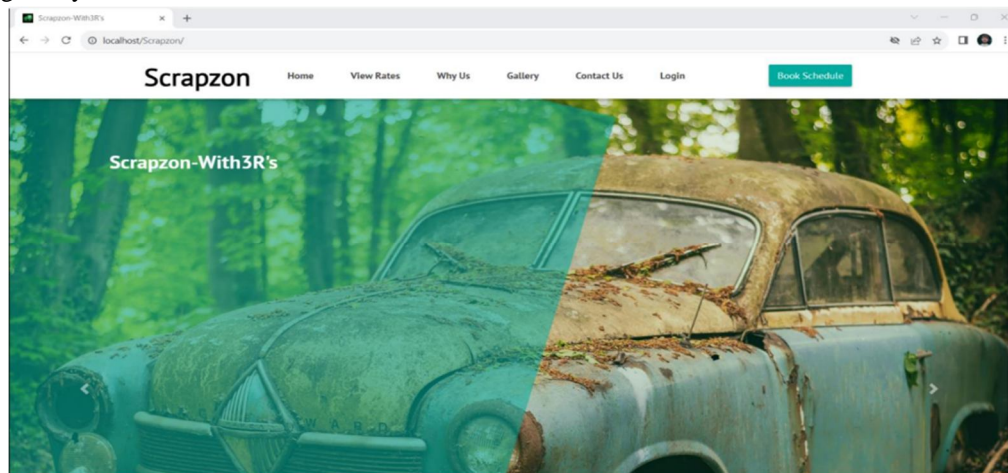 Scrapzon-With3R's
localhost/Scrapzon/
Scrapzon Home View Rates Why Us Gallery Contact Us Login Book Schedule
Scrapzon-With3R's